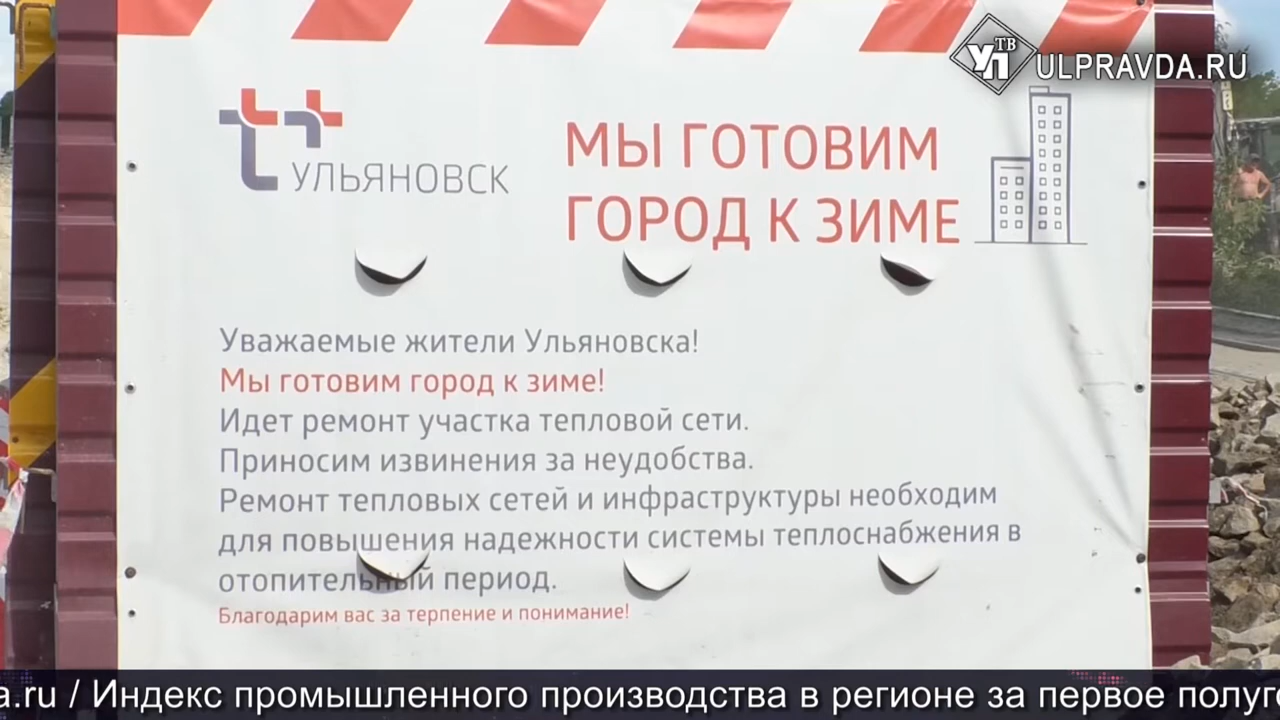 УП ТВ ULPRAVDA.RU
t+ УЛЬЯНОВСК
МЫ ГОТОВИМ
ГОРОД К ЗИМЕ
Уважаемые жители Ульяновска!
Мы готовим город к зиме!
Идет ремонт участка тепловой сети.
Приносим извинения за неудобства.
Ремонт тепловых сетей и инфраструктуры необходим
для повышения надежности системы теплоснабжения в
отопительный период.
Благодарим вас за терпение и понимание!
a.ru / Индекс промышленного производства в регионе за первое полуг